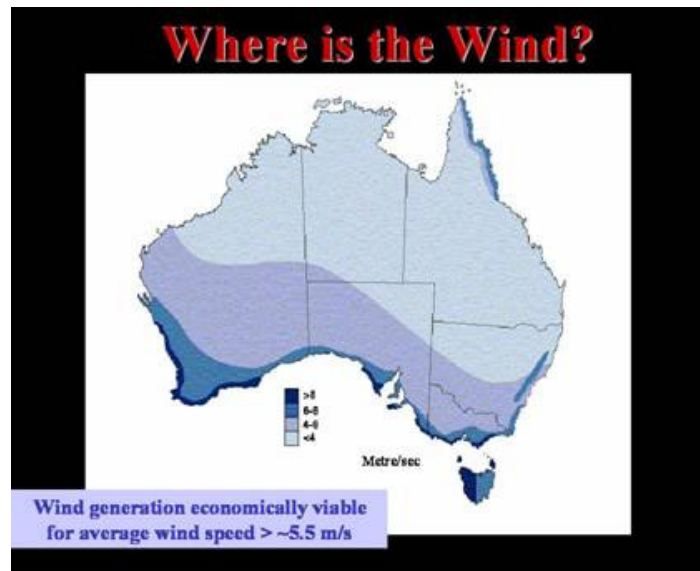 Where is the Wind?
>8
6-8
4-6
<4
Metre/sec
Wind generation economically viable
for average wind speed > ~5.5 m/s